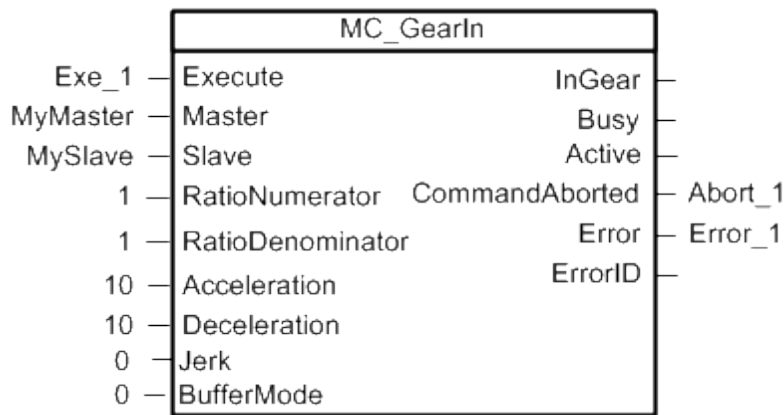 MC_GearIn
Exe_1 Execute InGear
MyMaster Master Busy
MySlave Slave Active
1 RatioNumerator CommandAborted Abort_1
1 RatioDenominator Error Error_1
10 Acceleration ErrorID
10 Deceleration
0 Jerk
0 BufferMode